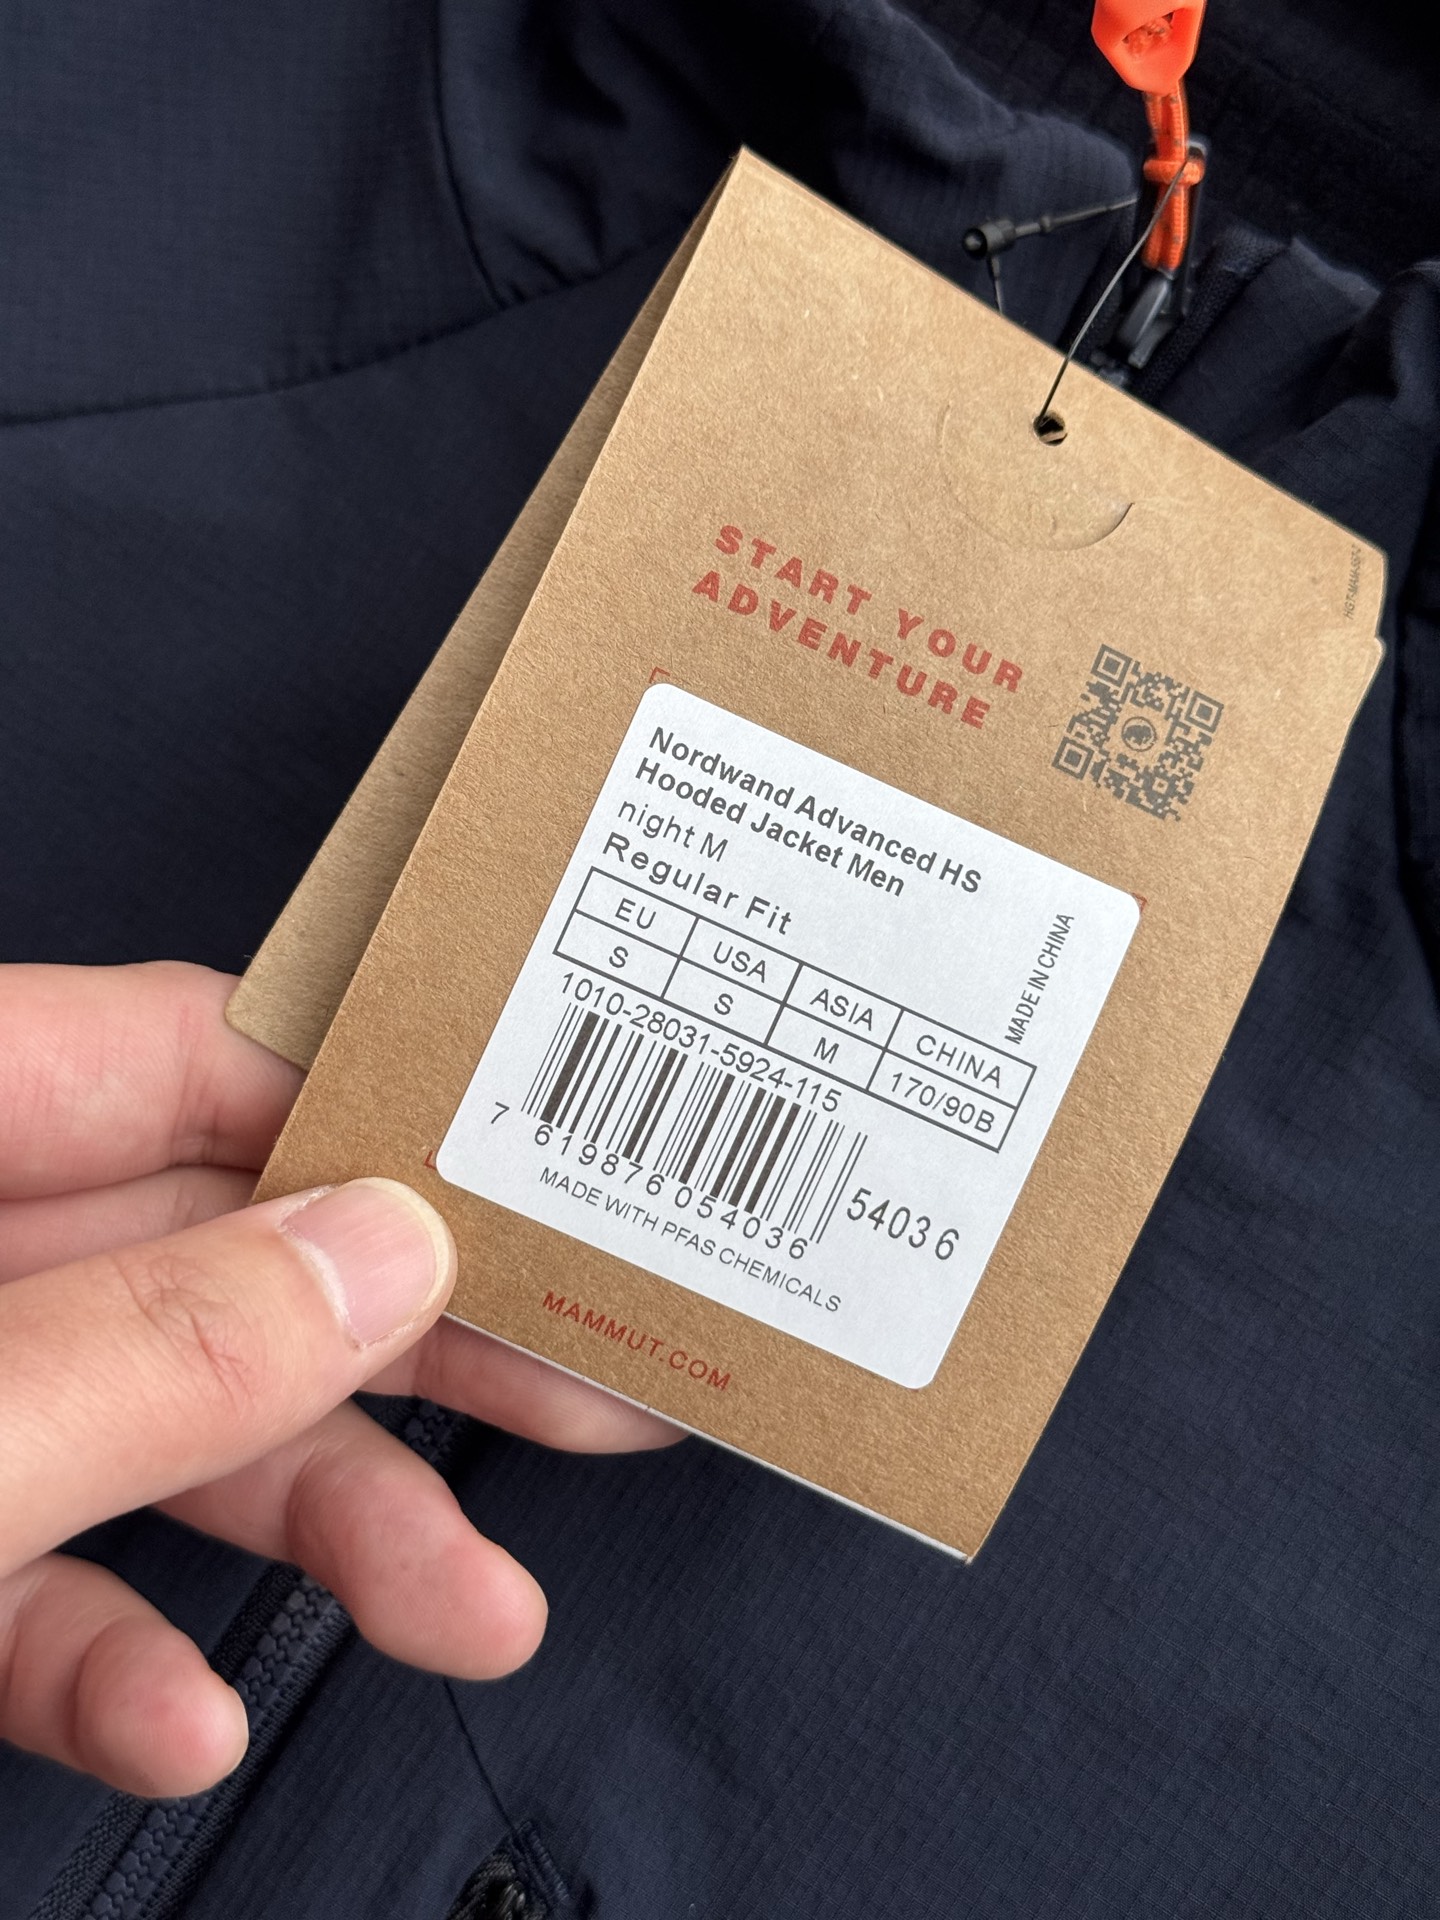 START YOUR
ADVENTURE
Nordwand Advanced HS
Hooded Jacket Men
night M
Regular Fit
MADE IN CHINA
EU USA ASIA CHINA
S S M 170/90B
1010-28031-5924-115
7 619876 054036
54036
MADE WITH PFAS CHEMICALS
MAMMUT.COM